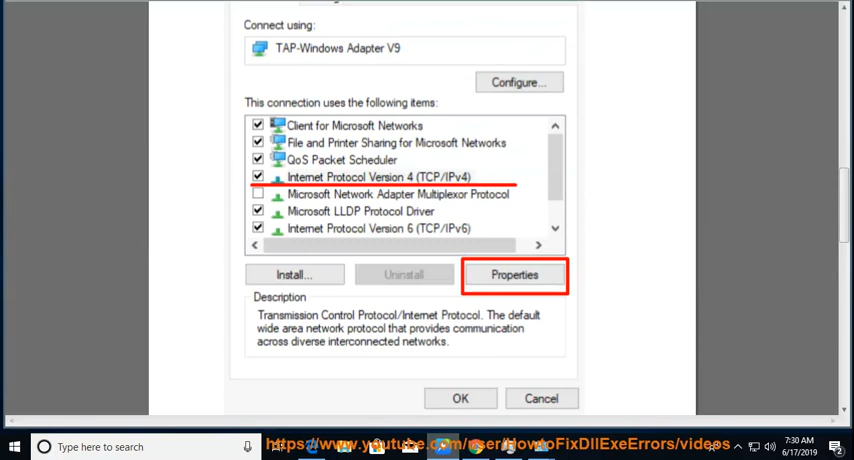 Connect using:
TAP-Windows Adapter V9
Configure...
This connection uses the following items:
Client for Microsoft Networks
File and Printer Sharing for Microsoft Networks
QoS Packet Scheduler
Internet Protocol Version 4 (TCP/IPv4)
Microsoft Network Adapter Multiplexor Protocol
Microsoft LLDP Protocol Driver
Internet Protocol Version 6 (TCP/IPv6)
Install...
Uninstall
Properties
Description
Transmission Control Protocol/Internet Protocol. The default
wide area network protocol that provides communication
across diverse interconnected networks.
OK
Cancel
Type here to search
https://www.youtube.com/user/HowtoFixDllExeErrors/videos
7:30 AM
6/17/2019
2